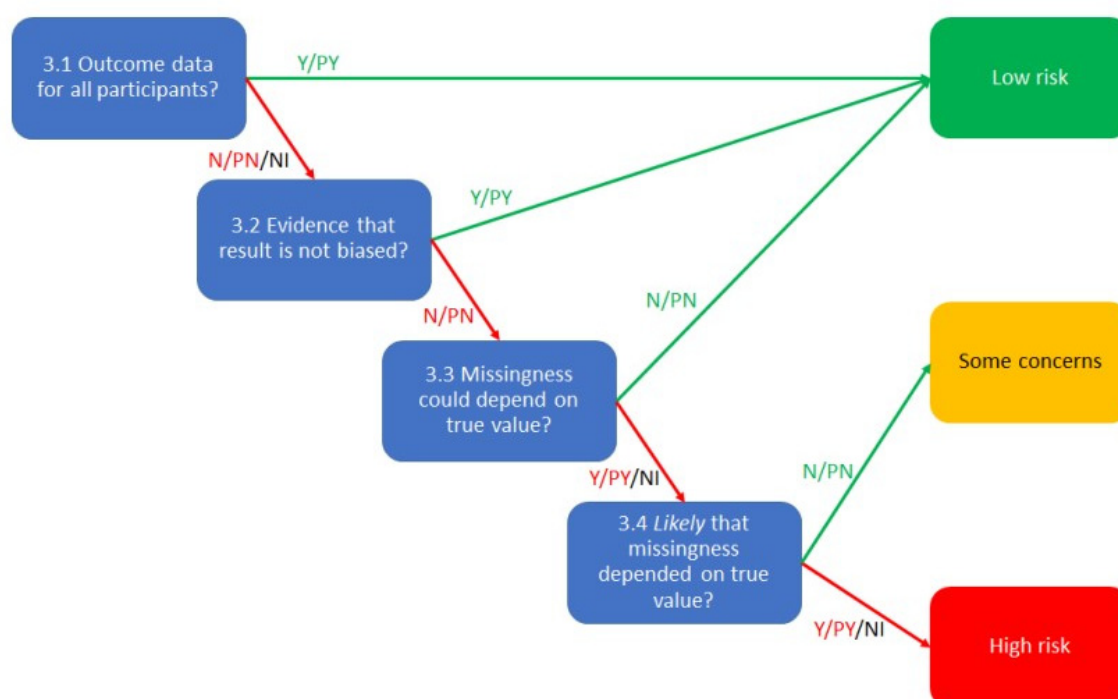 3.1 Outcome data
for all participants?
Y/PY
Low risk
N/PN/NI
3.2 Evidence that
result is not biased?
Y/PY
N/PN
3.3 Missingness
could depend on
true value?
N/PN
Some concerns
Y/PY/NI
3.4 Likely that
missingness
depended on true
value?
N/PN
Y/PY/NI
High risk